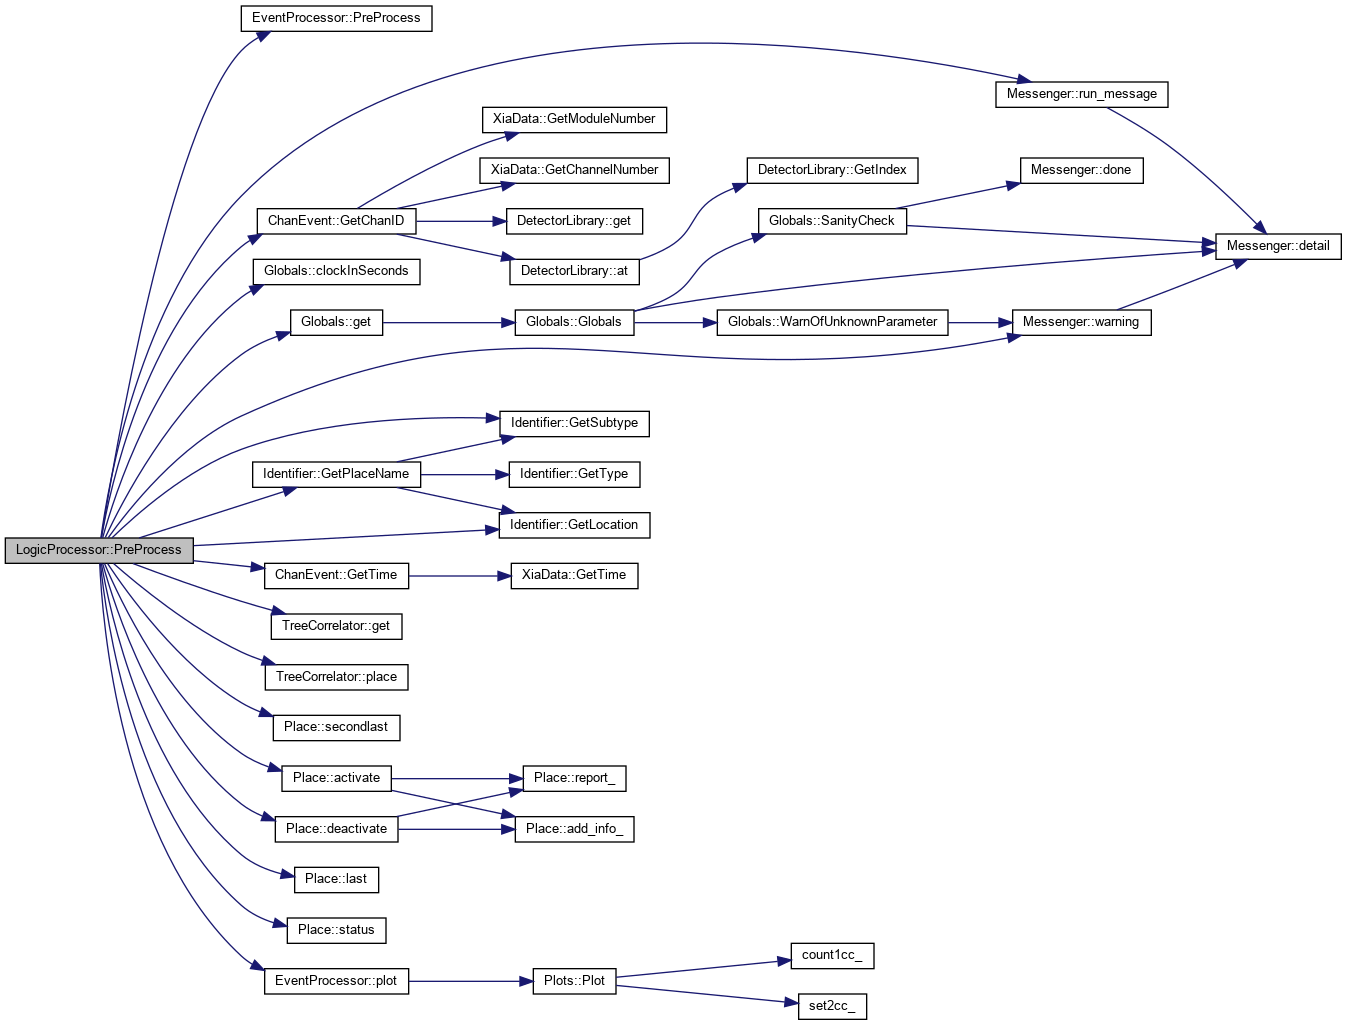 EventProcessor::PreProcess
Messenger::run_message
XiaData::GetModuleNumber
XiaData::GetChannelNumber
DetectorLibrary::GetIndex
Messenger::done
ChanEvent::GetChanID
DetectorLibrary::get
Globals::SanityCheck
Messenger::detail
Globals::clockInSeconds
DetectorLibrary::at
Globals::get
Globals::Globals
Globals::WarnOfUnknownParameter
Messenger::warning
Identifier::GetSubtype
Identifier::GetPlaceName
Identifier::GetType
Identifier::GetLocation
LogicProcessor::PreProcess
ChanEvent::GetTime
XiaData::GetTime
TreeCorrelator::get
TreeCorrelator::place
Place::secondlast
Place::activate
Place::report_
Place::deactivate
Place::add_info_
Place::last
Place::status
count1cc_
EventProcessor::plot
Plots::Plot
set2cc_